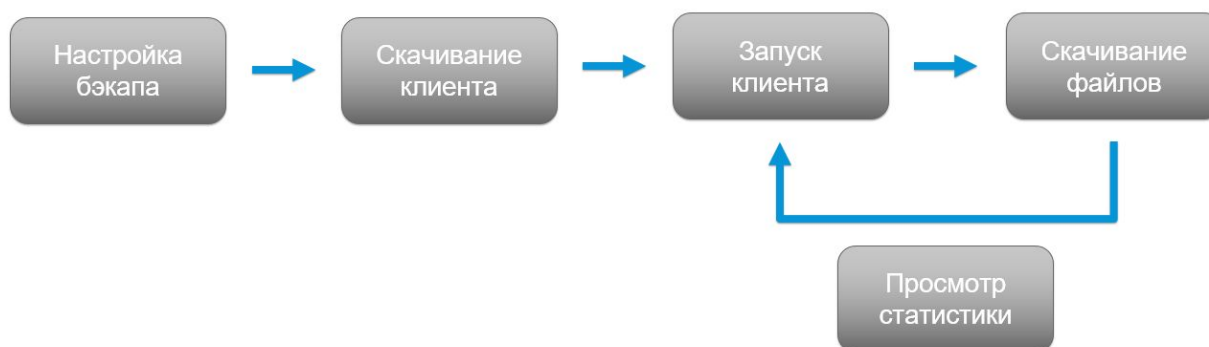 Настройка
бэкапа
Скачивание
клиента
Запуск
клиента
Скачивание
файлов
Просмотр
статистики